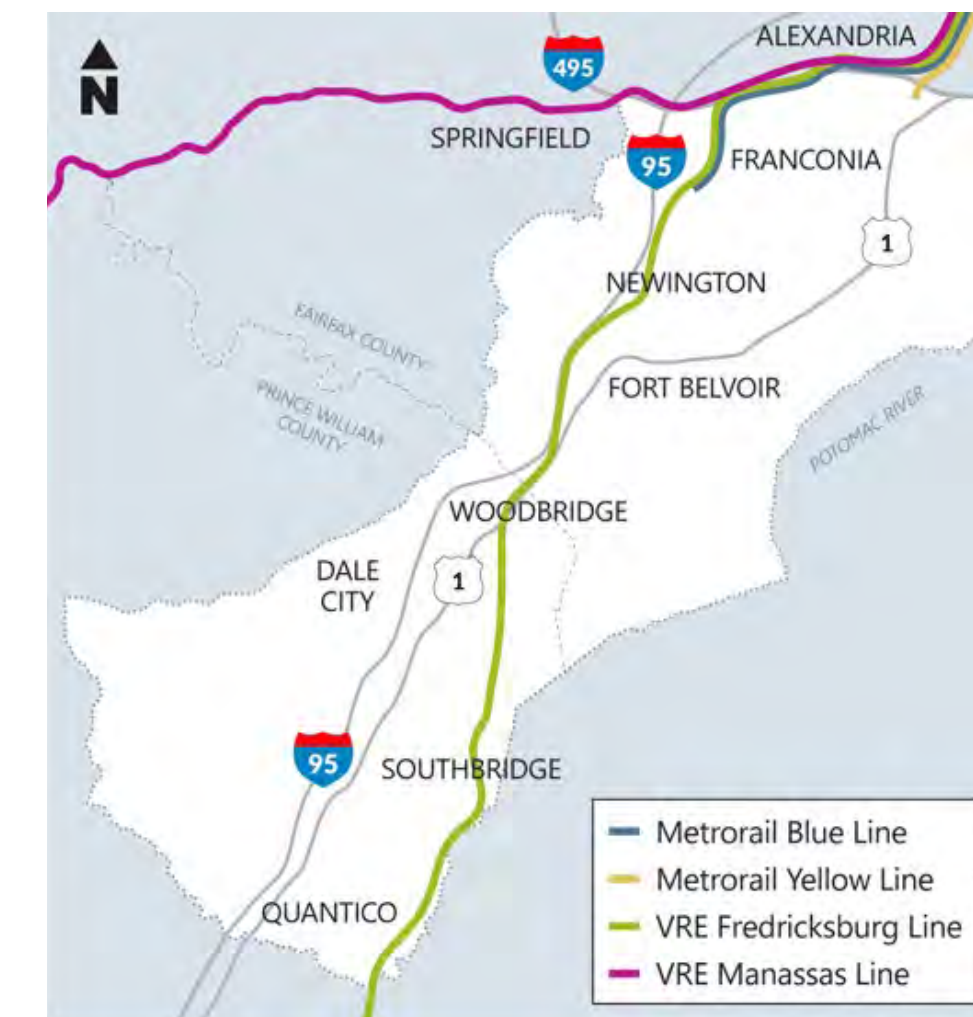 N
ALEXANDRIA
495
SPRINGFIELD
95
FRANCONIA
1
NEWINGTON
FAIRFAX COUNTY
FORT BELVOIR
PRINCE WILLIAM
COUNTY
POTOMAC RIVER
WOODBRIDGE
DALE
CITY
1
95
SOUTHBRIDGE
QUANTICO
Metrorail Blue Line
Metrorail Yellow Line
VRE Fredricksburg Line
VRE Manassas Line